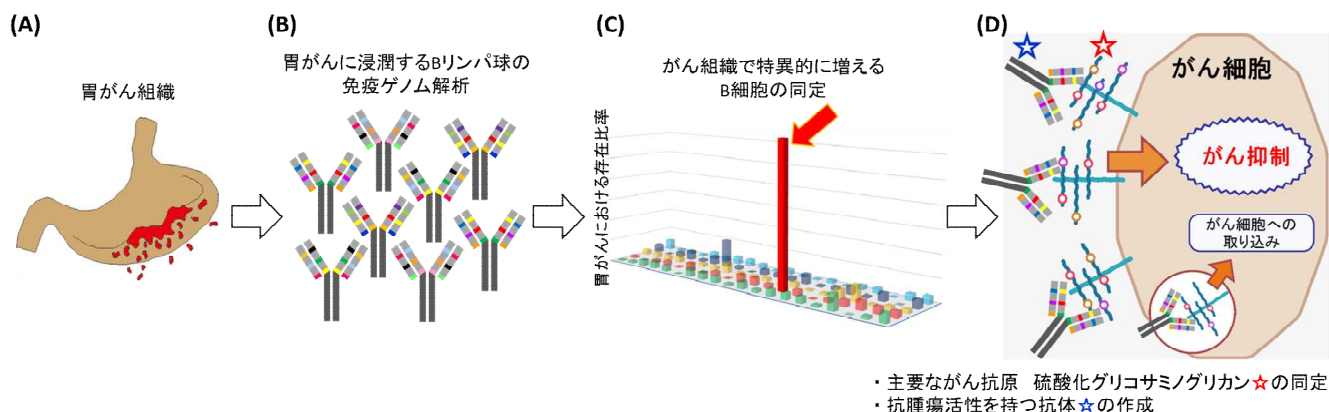 (A)
胃がん組織
(B)
胃がんに浸潤するBリンパ球の
免疫ゲノム解析
(C)
がん組織で特異的に増える
B細胞の同定
胃がんにおける存在比率
(D)
がん細胞
がん抑制
がん細胞への
取り込み
・主要ながん抗原 硫酸化グリコサミノグリカン☆の同定
・抗腫瘍活性を持つ抗体☆の作成